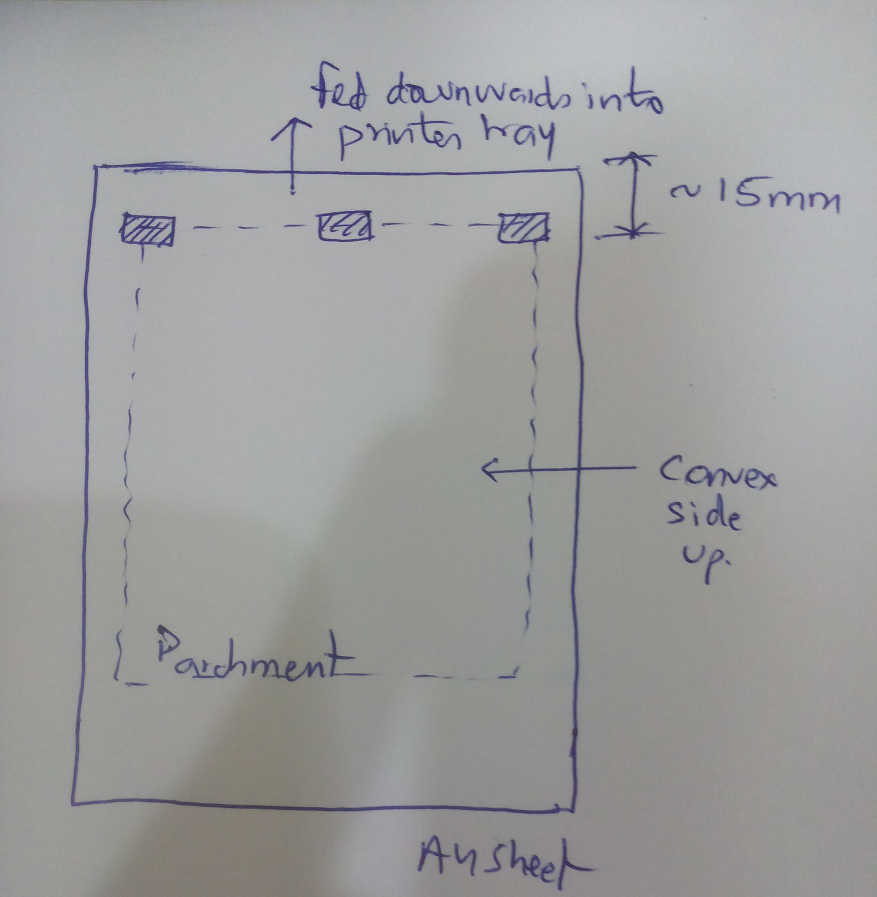 fed downwards into
printer tray
~15mm
Convex
side
up.
Parchment
A4 sheet